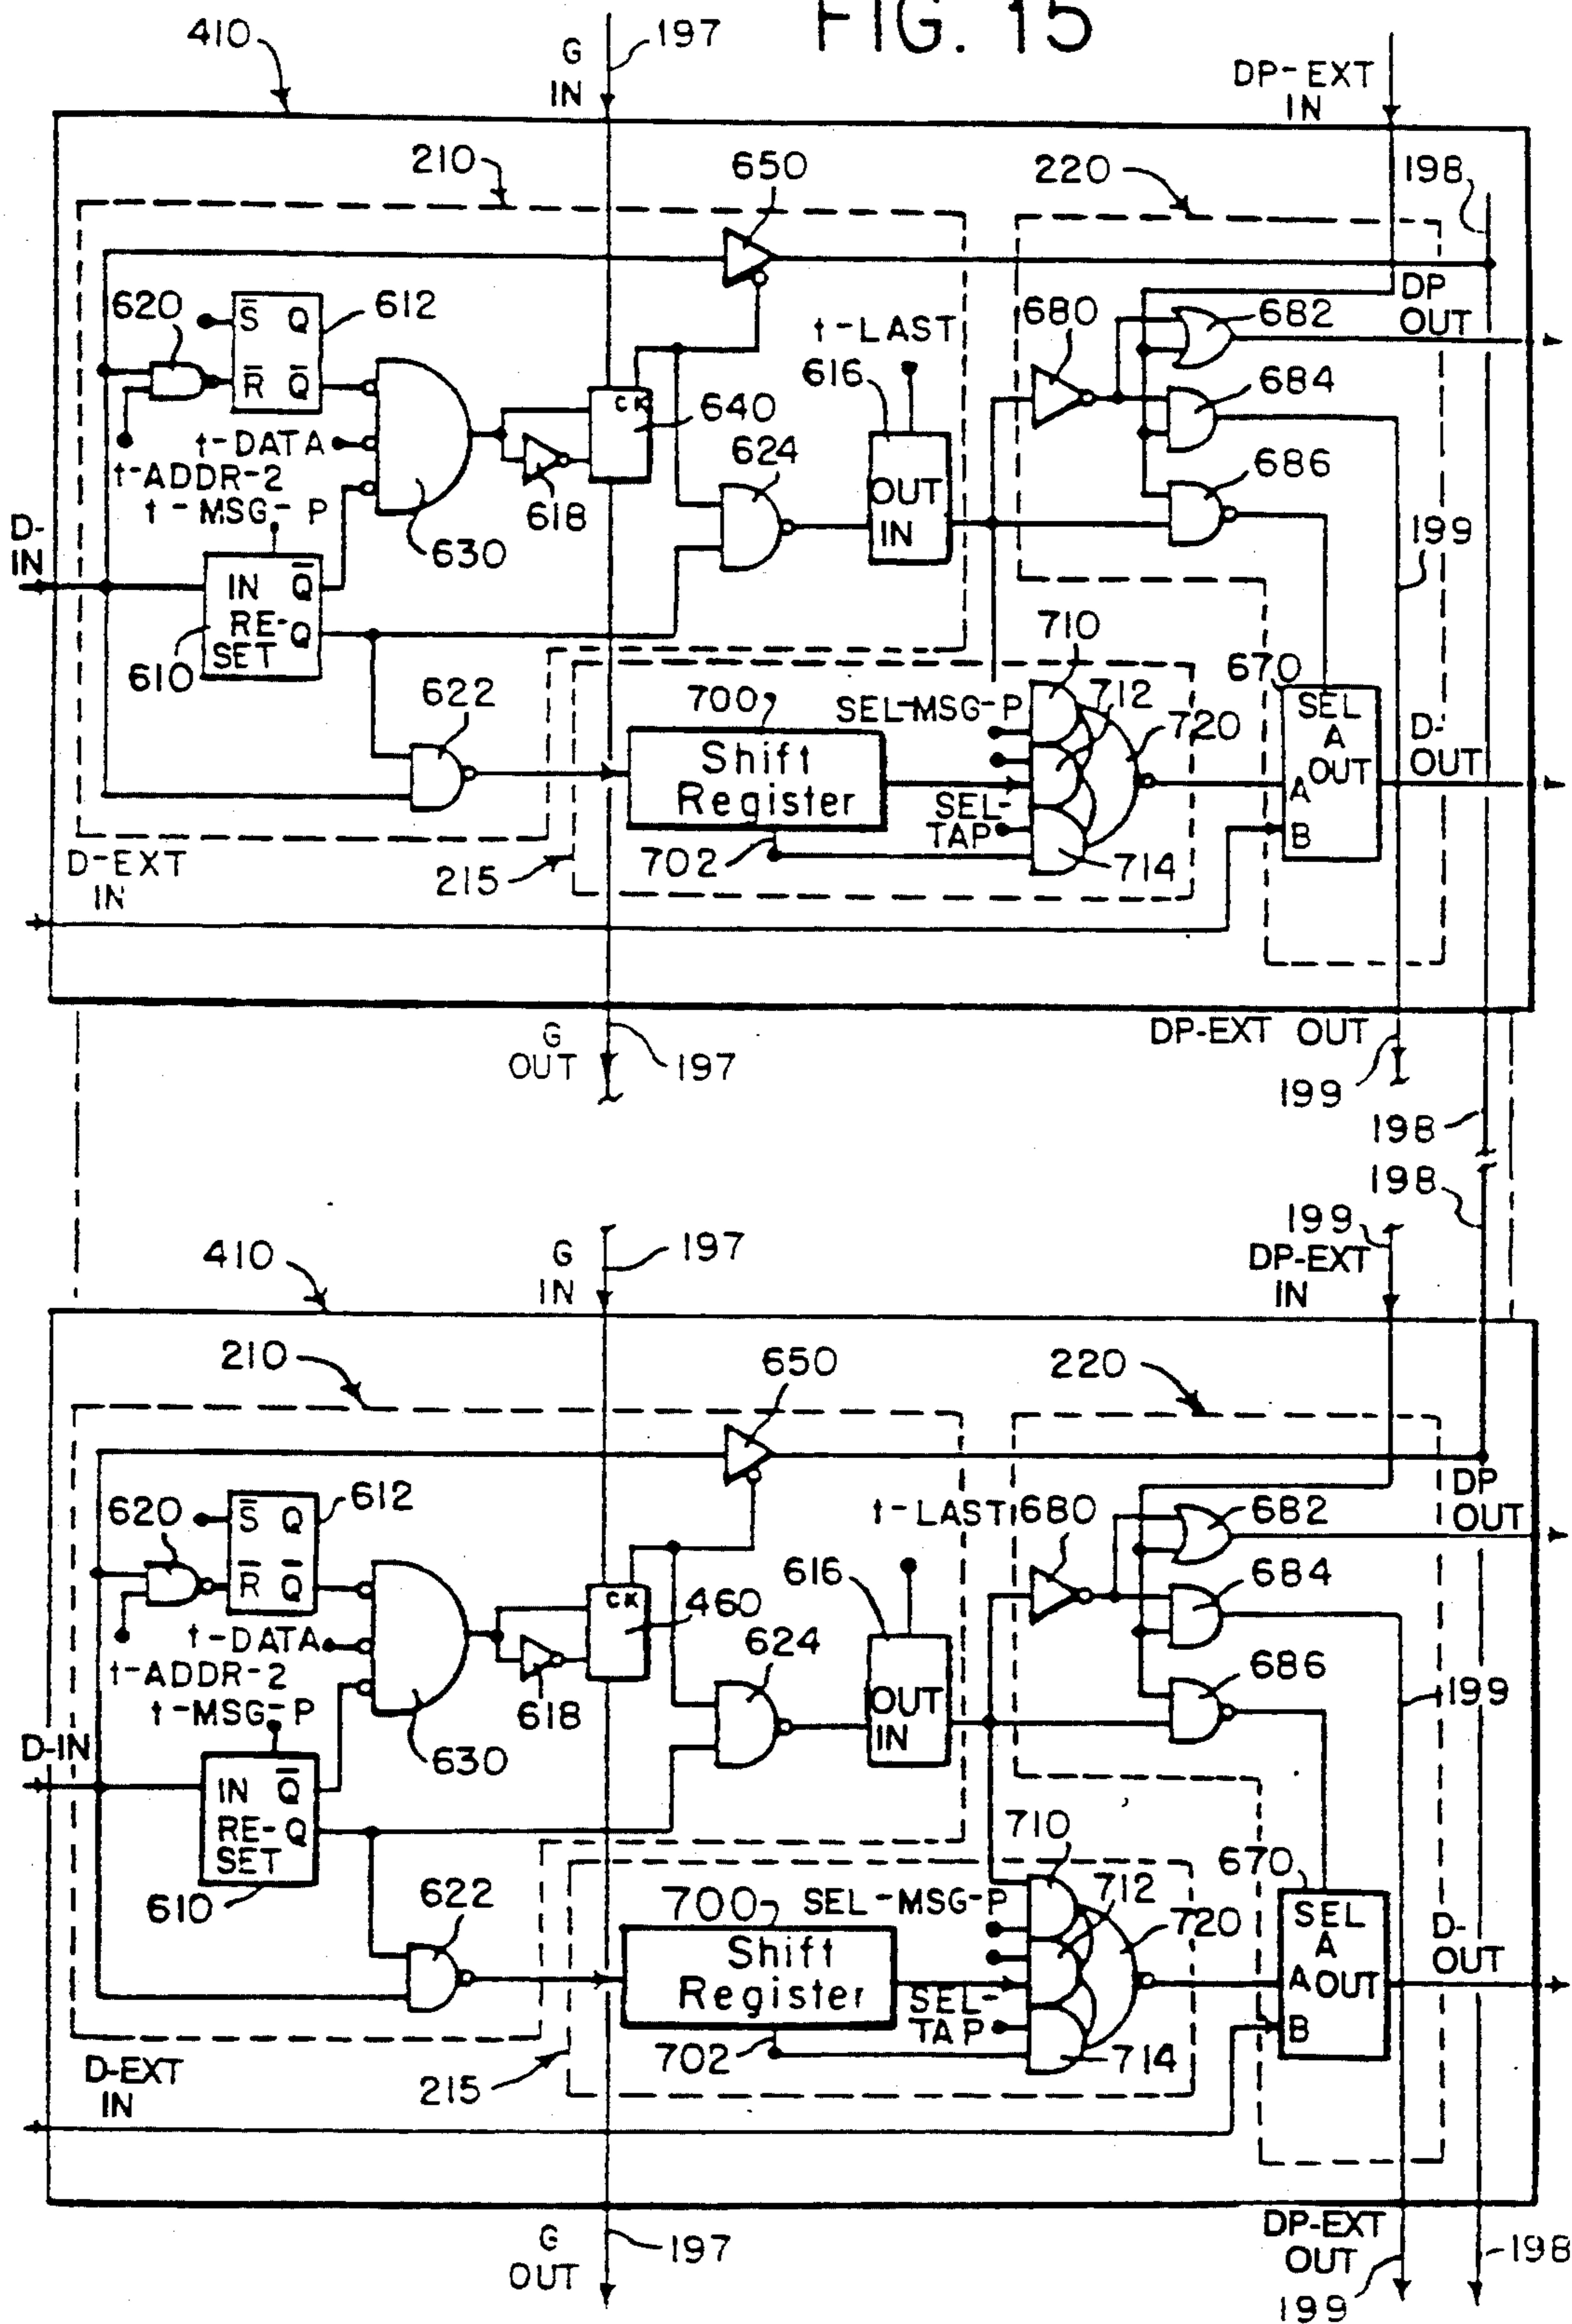 FIG. 15
410
G
IN
197
DP-EXT
IN
210
650
220
198
620
S Q
R Q
612
t-LAST
680
682
DP
OUT
616
684
t-DATA
t-ADDR-2
t-MSG-P
CK
640
624
OUT
IN
686
618
630
199
D-
IN
IN Q
RE- Q
SET
610
622
710
SEL-MSG-P
712
670
700
Shift
Register
720
SEL
A
OUT
A
B
D-
OUT
SEL-
TAP
D-EXT
IN
215
702
714
G
OUT
197
DP-EXT OUT
199
198
198
199
DP-EXT
IN
410
G
IN
197
210
650
220
620
S Q
R Q
612
t-LAST
680
682
DP
OUT
616
684
t-DATA
t-ADDR-2
t-MSG-P
CK
460
624
OUT
IN
686
618
630
199
D-IN
IN Q
RE- Q
SET
610
622
710
SEL-MSG-P
712
670
700
Shift
Register
720
SEL
A
A OUT
B
D-
OUT
SEL-
TAP
D-EXT
IN
215
702
714
G
OUT
197
DP-EXT
OUT
199
198